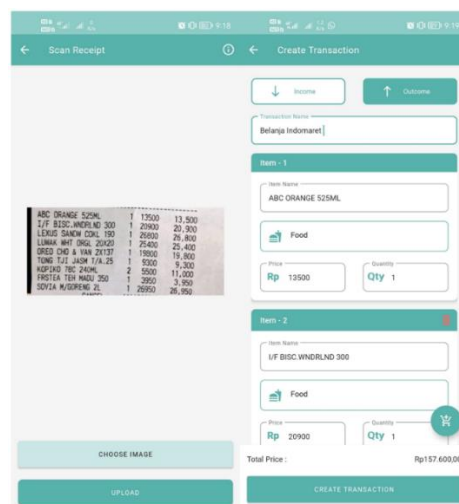 9:18
Scan Receipt
ABC ORANGE 525ML 1 13500 13,500
I/F BISC.WNDRLND 300 1 20900 20,900
LEXUS SANDW COKL 190 1 26800 26,800
LUWAK WHT ORGL 20X20 1 25400 25,400
OREO CHO & VAN 2X137 1 19800 19,800
TONG TJI JASM T/A.25 1 9300 9,300
KOPIKO 78C 240ML 2 5500 11,000
FRSTEA TEH MADU 350 1 3950 3,950
SOVIA M/GORENG 2L 1 26950 26,950
CHOOSE IMAGE
UPLOAD
9:19
Create Transaction
Income
Outcome
Transaction Name
Belanja Indomaret
Item - 1
Item Name
ABC ORANGE 525ML
Food
Price
Quantity
Rp 13500
Qty 1
Item - 2
Item Name
I/F BISC.WNDRLND 300
Food
Price
Quantity
Rp 20900
Qty 1
Total Price :
Rp157.600,00
CREATE TRANSACTION